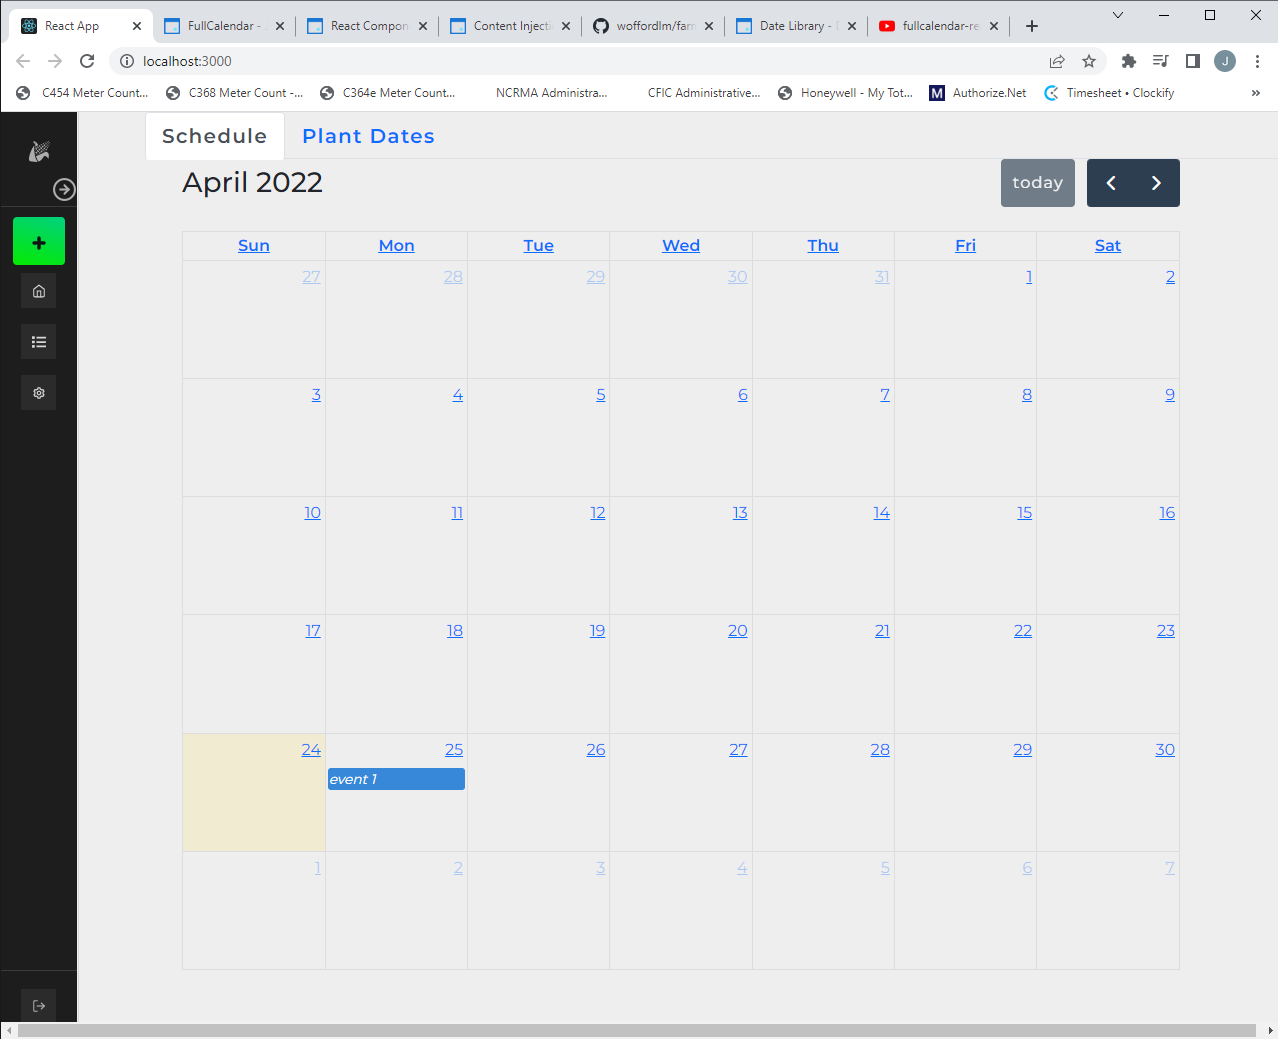 React App
FullCalendar -
React Compon
Content Injecti
woffordlm/farm
Date Library -
fullcalendar-re
localhost:3000
J
C454 Meter Count...
C368 Meter Count -...
C364e Meter Count...
NCRMA Administra...
CFIC Administrative...
Honeywell - My Tot...
M
Authorize.Net
Timesheet • Clockify
»
Schedule
Plant Dates
April 2022
today
Sun Mon Tue Wed Thu Fri Sat
27 28 29 30 31 1 2
3 4 5 6 7 8 9
10 11 12 13 14 15 16
17 18 19 20 21 22 23
24 25 26 27 28 29 30
event 1
1 2 3 4 5 6 7